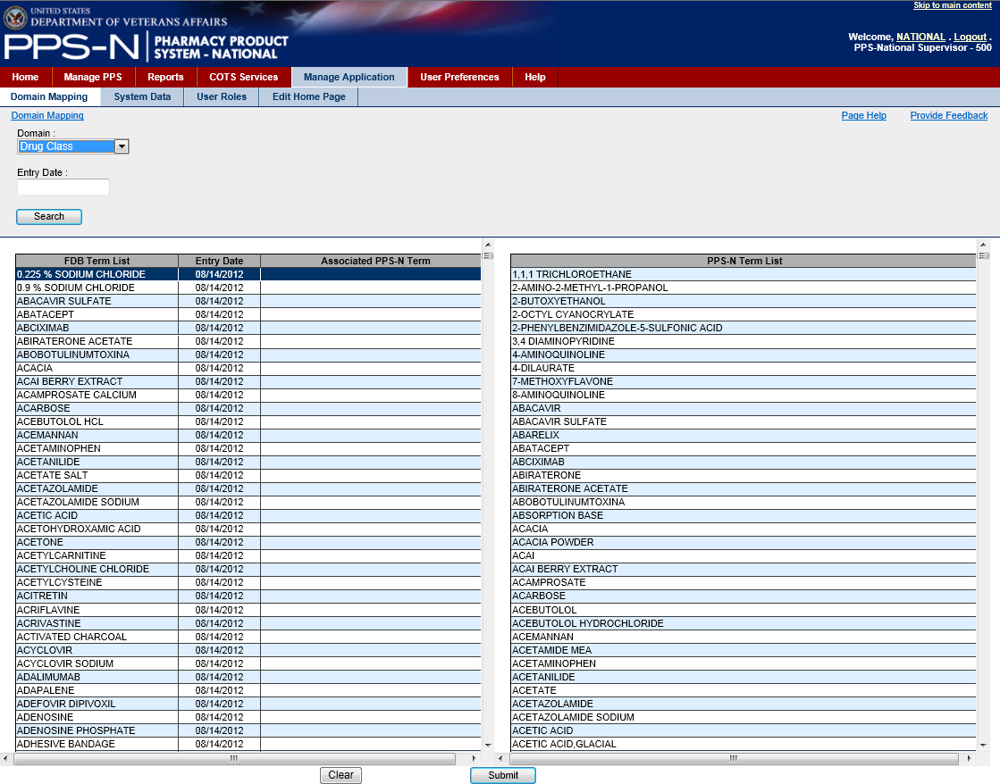 Skip to main content
UNITED STATES
DEPARTMENT OF VETERANS AFFAIRS
PPS-N PHARMACY PRODUCT
SYSTEM - NATIONAL
Welcome, NATIONAL . Logout .
PPS-National Supervisor - 500
Home Manage PPS Reports COTS Services Manage Application User Preferences Help
Domain Mapping System Data User Roles Edit Home Page
Domain Mapping Page Help Provide Feedback
Domain :
Drug Class
Entry Date :
Search
FDB Term List Entry Date Associated PPS-N Term PPS-N Term List
0.225 % SODIUM CHLORIDE 08/14/2012 1,1,1 TRICHLOROETHANE
0.9 % SODIUM CHLORIDE 08/14/2012 2-AMINO-2-METHYL-1-PROPANOL
ABACAVIR SULFATE 08/14/2012 2-BUTOXYETHANOL
ABATACEPT 08/14/2012 2-OCTYL CYANOCRYLATE
ABCIXIMAB 08/14/2012 2-PHENYLBENZIMIDAZOLE-5-SULFONIC ACID
ABIRATERONE ACETATE 08/14/2012 3,4 DIAMINOPYRIDINE
ABOBOTULINUMTOXINA 08/14/2012 4-AMINOQUINOLINE
ACACIA 08/14/2012 4-DILAURATE
ACAI BERRY EXTRACT 08/14/2012 7-METHOXYFLAVONE
ACAMPROSATE CALCIUM 08/14/2012 8-AMINOQUINOLINE
ACARBOSE 08/14/2012 ABACAVIR
ACEBUTOLOL HCL 08/14/2012 ABACAVIR SULFATE
ACEMANNAN 08/14/2012 ABARELIX
ACETAMINOPHEN 08/14/2012 ABATACEPT
ACETANILIDE 08/14/2012 ABCIXIMAB
ACETATE SALT 08/14/2012 ABIRATERONE
ACETAZOLAMIDE 08/14/2012 ABIRATERONE ACETATE
ACETAZOLAMIDE SODIUM 08/14/2012 ABOBOTULINUMTOXINA
ACETIC ACID 08/14/2012 ABSORPTION BASE
ACETOHYDROXAMIC ACID 08/14/2012 ACACIA
ACETONE 08/14/2012 ACACIA POWDER
ACETYLCARNITINE 08/14/2012 ACAI
ACETYLCHOLINE CHLORIDE 08/14/2012 ACAI BERRY EXTRACT
ACETYLCYSTEINE 08/14/2012 ACAMPROSATE
ACITRETIN 08/14/2012 ACARBOSE
ACRIFLAVINE 08/14/2012 ACEBUTOLOL
ACRIVASTINE 08/14/2012 ACEBUTOLOL HYDROCHLORIDE
ACTIVATED CHARCOAL 08/14/2012 ACEMANNAN
ACYCLOVIR 08/14/2012 ACETAMIDE MEA
ACYCLOVIR SODIUM 08/14/2012 ACETAMINOPHEN
ADALIMUMAB 08/14/2012 ACETANILIDE
ADAPALENE 08/14/2012 ACETATE
ADEFOVIR DIPIVOXIL 08/14/2012 ACETAZOLAMIDE
ADENOSINE 08/14/2012 ACETAZOLAMIDE SODIUM
ADENOSINE PHOSPHATE 08/14/2012 ACETIC ACID
ADHESIVE BANDAGE 08/14/2012 ACETIC ACID,GLACIAL
Clear Submit